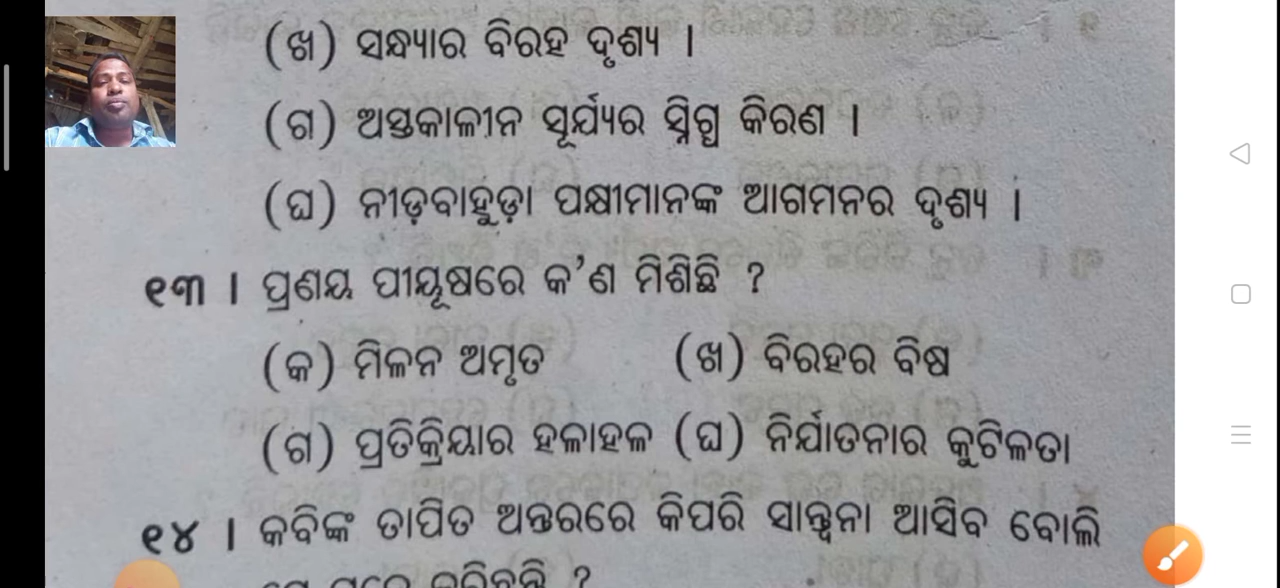 (ଖ) ସନ୍ଧ୍ୟାର ବିରହ ଦୃଶ୍ୟ ।
(ଗ) ଅସ୍ତକାଳୀନ ସୂର୍ଯ୍ୟର ସ୍ନିଗ୍ଧ କିରଣ ।
(ଘ) ନୀଡ଼ବାହୁଡ଼ା ପକ୍ଷୀମାନଙ୍କ ଆଗମନର ଦୃଶ୍ୟ ।
୧୩ । ପ୍ରଣୟ ପୀୟୂଷରେ କ'ଣ ମିଶିଛି ?
(କ) ମିଳନ ଅମୃତ (ଖ) ବିରହର ବିଷ
(ଗ) ପ୍ରତିକ୍ରିୟାର ହଳାହଳ (ଘ) ନିର୍ଯାତନାର କୁଟିଳତା
୧୪ । କବିଙ୍କ ତାପିତ ଅନ୍ତରରେ କିପରି ସାନ୍ତ୍ୱନା ଆସିବ ବୋଲି